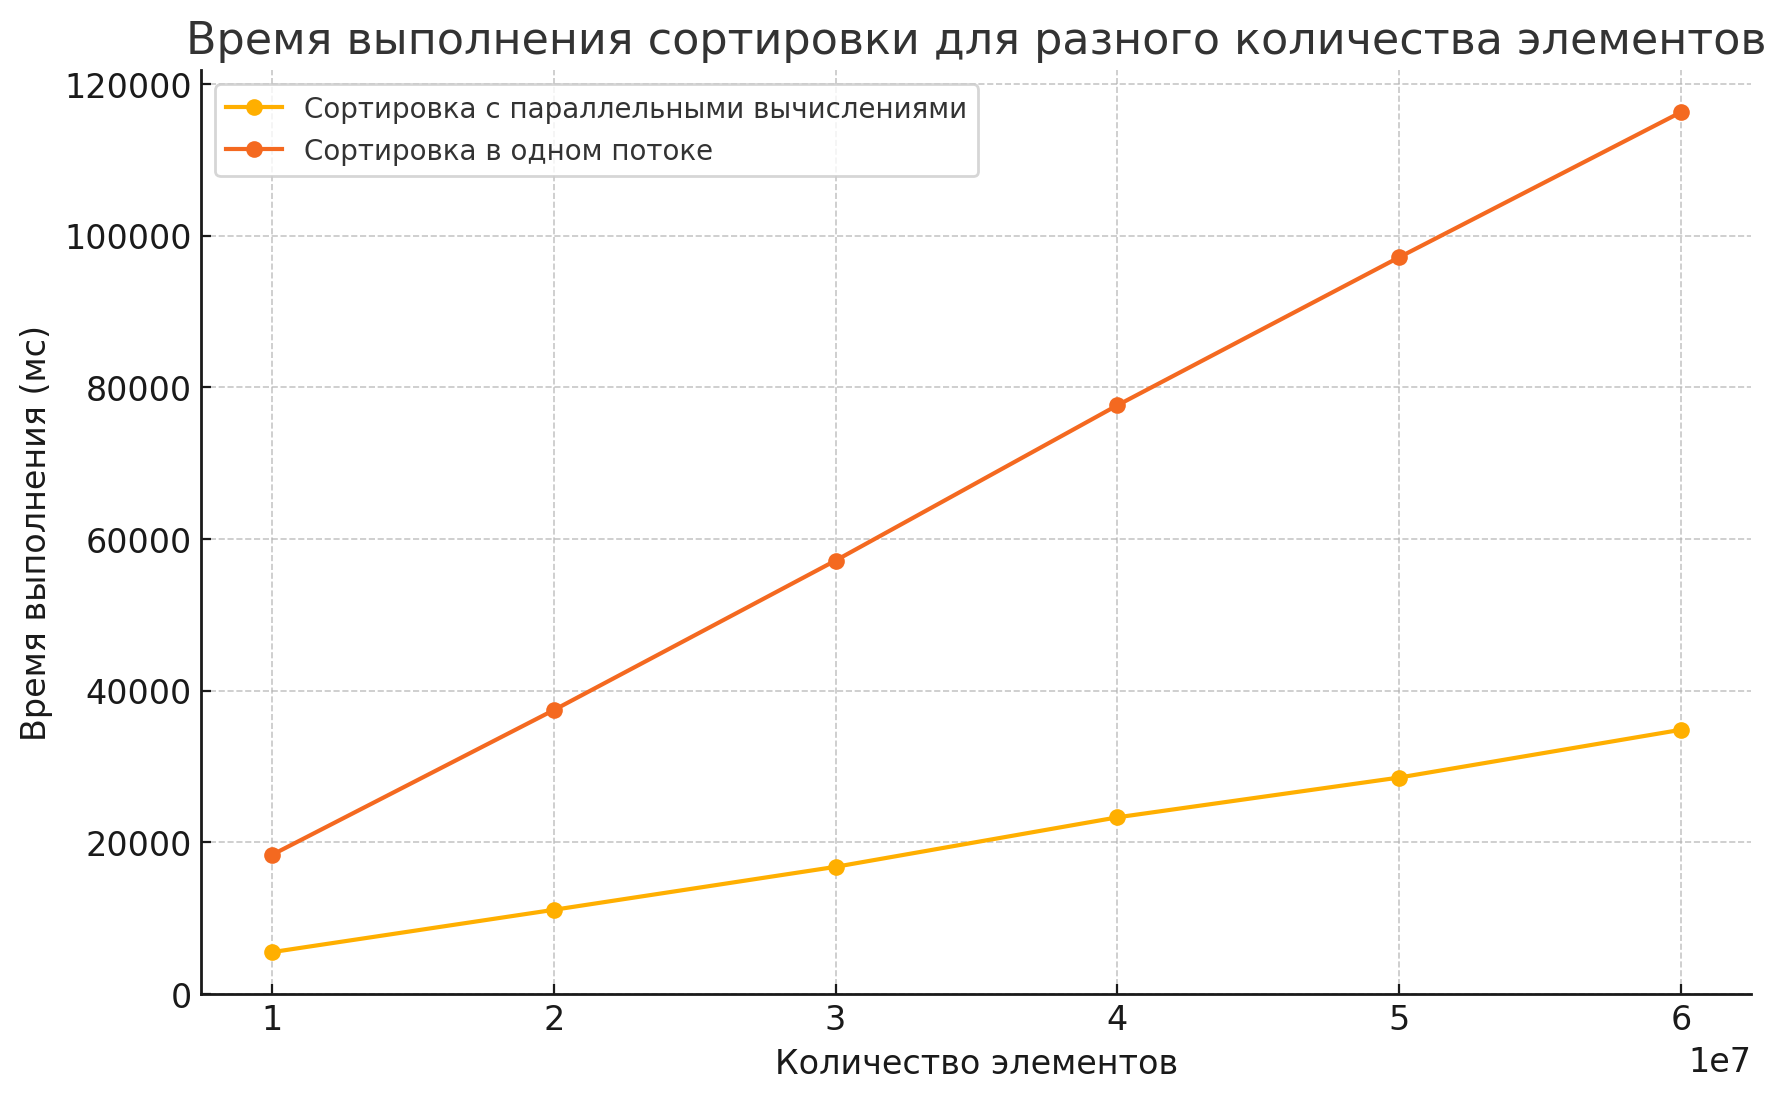 Время выполнения сортировки для разного количества элементов
120000
Сортировка с параллельными вычислениями
Сортировка в одном потоке
100000
80000
60000
40000
20000
0
Время выполнения (мс)
1 2 3 4 5 6
1e7
Количество элементов